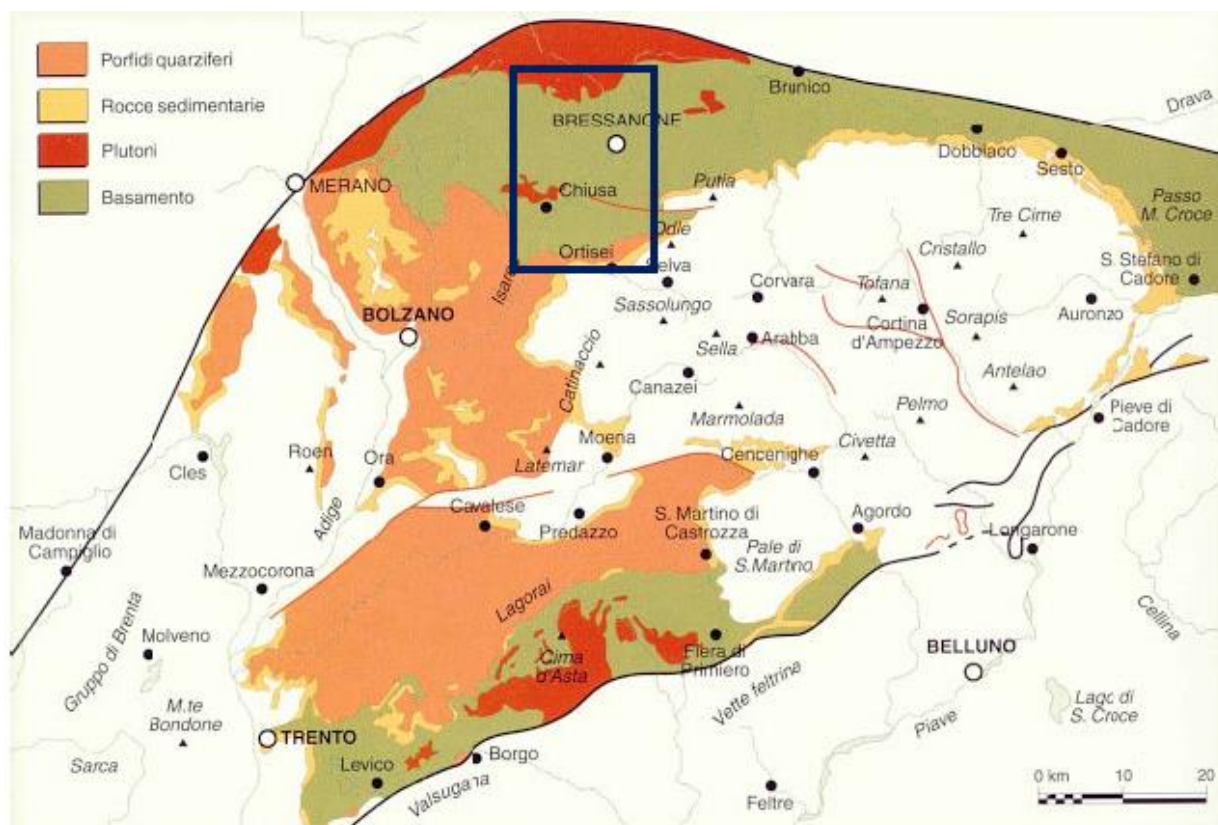 Porfidi quarziferi
Rocce sedimentarie
Plutoni
Basamento
Brunico
Drava
BRESSANONE
Dobbiaco
Sesto
MERANO
Chiusa
Putia
Passo
M. Croce
Tre Cime
Odle
Cristallo
Ortisei
Selva
S. Stefano di
Cadore
Isarco
Corvara
Tofana
Sassolungo
Auronzo
BOLZANO
Cortina
d'Ampezzo
Sorapis
Sella
Arabba
Catinaccio
Canazei
Antelao
Marmolada
Pelmo
Pieve di
Cadore
Moena
Civetta
Roen
Ora
Latemar
Cencenighe
Cles
Adige
Cavalese
Predazzo
S. Martino di
Castrozza
Agordo
Longarone
Madonna di
Campiglio
Pale di
S. Martino
Mezzocorona
Lagorai
Cellina
Gruppo di Brenta
Molveno
Cima
d'Asta
Fiera di
Primiero
BELLUNO
Vette feltrine
M.te
Bondone
Lago di
S. Croce
Piave
TRENTO
Borgo
Sarca
Levico
Valsugana
Feltre
0 km 10 20